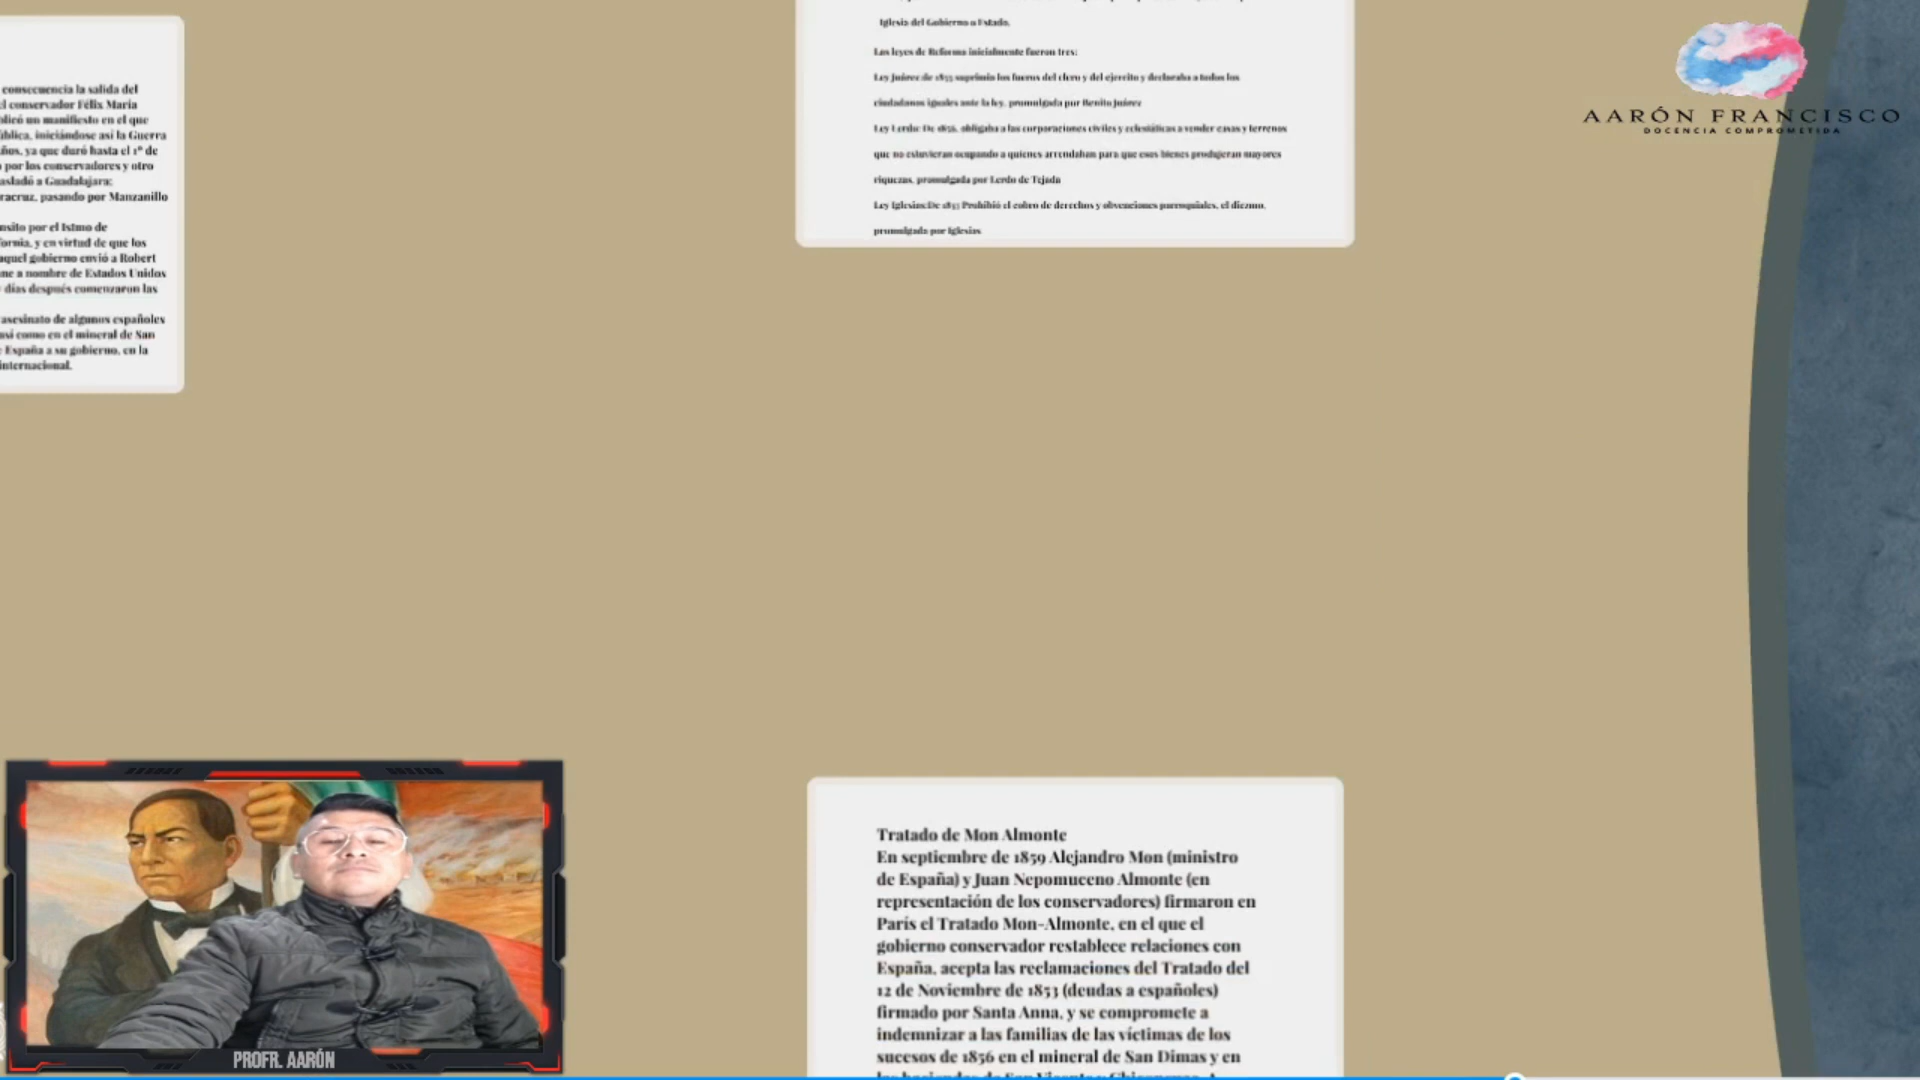 consecuencia la salida del
el conservador Félix María
blicó un manifiesto en el que
ública, iniciándose así la Guerra
ños, ya que duró hasta el 1º de
por los conservadores y otro
asladó a Guadalajara;
racruz, pasando por Manzanillo
nsito por el Istmo de
fornia, y en virtud de que los
aquel gobierno envió a Robert
ne a nombre de Estados Unidos
días después comenzaron las
asesinato de algunos españoles
así como en el mineral de San
España a su gobierno, en la
internacional.
Iglesia del Gobierno o Estado.
Las leyes de Reforma inicialmente fueron tres:
Ley Juárez:de 1855 suprimio los fueros del clero y del ejercito y declaraba a todos los
ciudadanos iguales ante la ley, promulgada por Benito Juárez
Ley Lerdo: De 1856, obligaba a las corporaciones civiles y eclesiáticas a vender casas y terrenos
que no estuvieran ocupando a quienes arrendaban para que esos bienes produjeran mayores
riquezas, promulgada por Lerdo de Tejada
Ley Iglesias:De 1857 Prohibió el cobro de derechos y obvenciones parroquiales, el diezmo,
promulgada por Iglesias
AARÓN FRANCISCO
DOCENCIA COMPROMETIDA
Tratado de Mon Almonte
En septiembre de 1859 Alejandro Mon (ministro
de España) y Juan Nepomuceno Almonte (en
representación de los conservadores) firmaron en
París el Tratado Mon-Almonte, en el que el
gobierno conservador restablece relaciones con
España, acepta las reclamaciones del Tratado del
12 de Noviembre de 1853 (deudas a españoles)
firmado por Santa Anna, y se compromete a
indemnizar a las familias de las víctimas de los
sucesos de 1856 en el mineral de San Dimas y en
PROFR. AARÓN